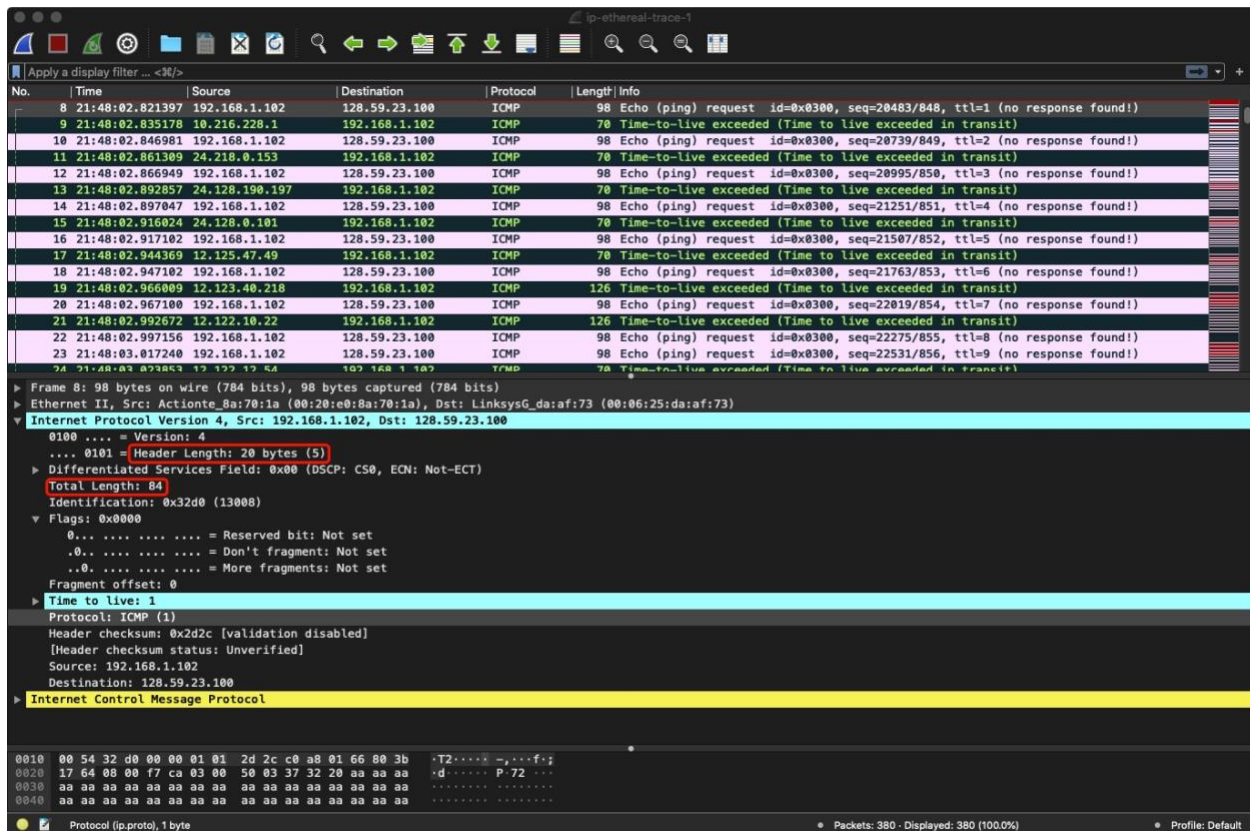 ip-ethereal-trace-1
Apply a display filter ... <⌘/>
No. Time Source Destination Protocol Length Info
8 21:48:02.821397 192.168.1.102 128.59.23.100 ICMP 98 Echo (ping) request id=0x0300, seq=20483/848, ttl=1 (no response found!)
9 21:48:02.835178 10.216.228.1 192.168.1.102 ICMP 70 Time-to-live exceeded (Time to live exceeded in transit)
10 21:48:02.846981 192.168.1.102 128.59.23.100 ICMP 98 Echo (ping) request id=0x0300, seq=20739/849, ttl=2 (no response found!)
11 21:48:02.861309 24.218.0.153 192.168.1.102 ICMP 70 Time-to-live exceeded (Time to live exceeded in transit)
12 21:48:02.866949 192.168.1.102 128.59.23.100 ICMP 98 Echo (ping) request id=0x0300, seq=20995/850, ttl=3 (no response found!)
13 21:48:02.892857 24.128.190.197 192.168.1.102 ICMP 70 Time-to-live exceeded (Time to live exceeded in transit)
14 21:48:02.897047 192.168.1.102 128.59.23.100 ICMP 98 Echo (ping) request id=0x0300, seq=21251/851, ttl=4 (no response found!)
15 21:48:02.916024 24.128.0.101 192.168.1.102 ICMP 70 Time-to-live exceeded (Time to live exceeded in transit)
16 21:48:02.917102 192.168.1.102 128.59.23.100 ICMP 98 Echo (ping) request id=0x0300, seq=21507/852, ttl=5 (no response found!)
17 21:48:02.944369 12.125.47.49 192.168.1.102 ICMP 70 Time-to-live exceeded (Time to live exceeded in transit)
18 21:48:02.947102 192.168.1.102 128.59.23.100 ICMP 98 Echo (ping) request id=0x0300, seq=21763/853, ttl=6 (no response found!)
19 21:48:02.966009 12.123.40.218 192.168.1.102 ICMP 126 Time-to-live exceeded (Time to live exceeded in transit)
20 21:48:02.967100 192.168.1.102 128.59.23.100 ICMP 98 Echo (ping) request id=0x0300, seq=22019/854, ttl=7 (no response found!)
21 21:48:02.992672 12.122.10.22 192.168.1.102 ICMP 126 Time-to-live exceeded (Time to live exceeded in transit)
22 21:48:02.997156 192.168.1.102 128.59.23.100 ICMP 98 Echo (ping) request id=0x0300, seq=22275/855, ttl=8 (no response found!)
23 21:48:03.017240 192.168.1.102 128.59.23.100 ICMP 98 Echo (ping) request id=0x0300, seq=22531/856, ttl=9 (no response found!)
24 21:48:03.023853 12.122.12.54 192.168.1.102 ICMP 70 Time-to-live exceeded (Time to live exceeded in transit)
Frame 8: 98 bytes on wire (784 bits), 98 bytes captured (784 bits)
Ethernet II, Src: Actionte_8a:70:1a (00:20:e0:8a:70:1a), Dst: LinksysG_da:af:73 (00:06:25:da:af:73)
Internet Protocol Version 4, Src: 192.168.1.102, Dst: 128.59.23.100
0100 .... = Version: 4
.... 0101 = Header Length: 20 bytes (5)
Differentiated Services Field: 0x00 (DSCP: CS0, ECN: Not-ECT)
Total Length: 84
Identification: 0x32d0 (13008)
Flags: 0x0000
0... .... .... .... = Reserved bit: Not set
.0.. .... .... .... = Don't fragment: Not set
..0. .... .... .... = More fragments: Not set
Fragment offset: 0
Time to live: 1
Protocol: ICMP (1)
Header checksum: 0x2d2c [validation disabled]
[Header checksum status: Unverified]
Source: 192.168.1.102
Destination: 128.59.23.100
Internet Control Message Protocol
0010 00 54 32 d0 00 00 01 01 2d 2c c0 a8 01 66 80 3b ·T2····· -,···f·;
0020 17 64 08 00 f7 ca 03 00 50 03 37 32 20 aa aa aa ·d······ P·72 ···
0030 aa aa aa aa aa aa aa aa aa aa aa aa aa aa aa aa ········ ········
0040 aa aa aa aa aa aa aa aa aa aa aa aa aa aa aa aa ········ ········
Protocol (ip.proto), 1 byte Packets: 380 · Displayed: 380 (100.0%) Profile: Default